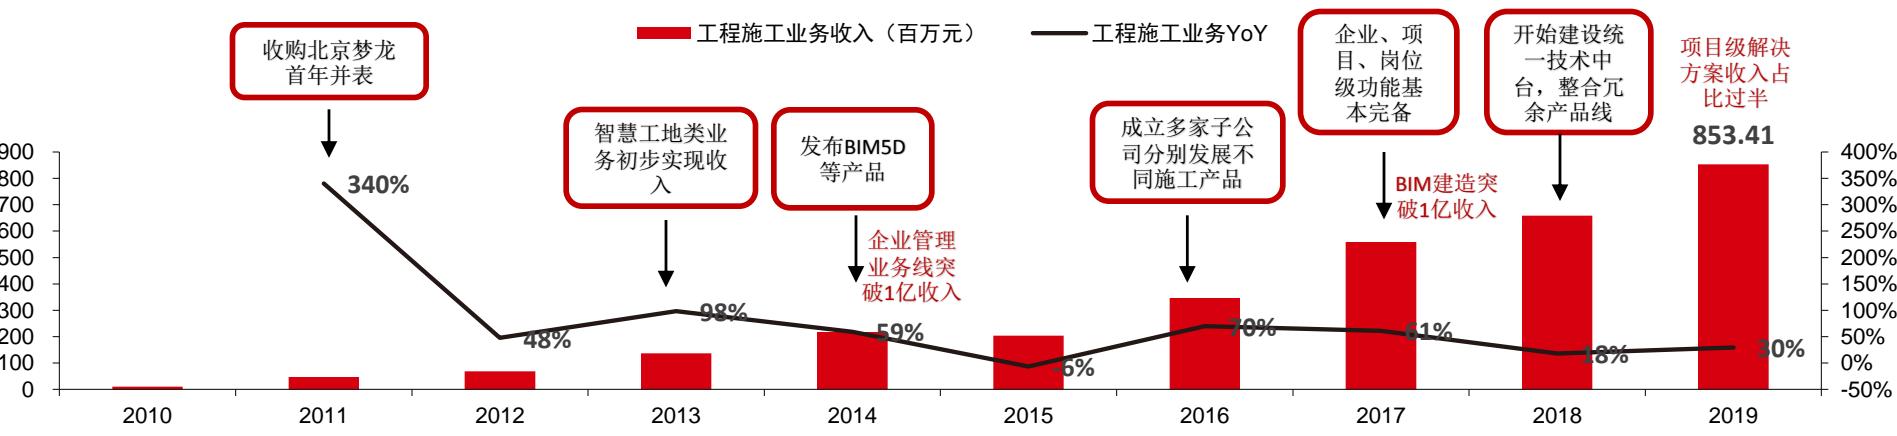 工程施工业务收入（百万元）
工程施工业务YoY
收购北京梦龙
首年并表
智慧工地类业
务初步实现收
入
发布BIM5D
等产品
企业管理
业务线突
破1亿收入
成立多家子公
司分别发展不
同施工产品
企业、项
目、岗位
级功能基
本完备
BIM建造突
破1亿收入
开始建设统
一技术中
台，整合冗
余产品线
项目级解决
方案收入占
比过半
853.41
900
800
700
600
500
400
300
200
100
0
340%
48%
98%
59%
-6%
70%
61%
18%
30%
400%
350%
300%
250%
200%
150%
100%
50%
0%
-50%
2010
2011
2012
2013
2014
2015
2016
2017
2018
2019